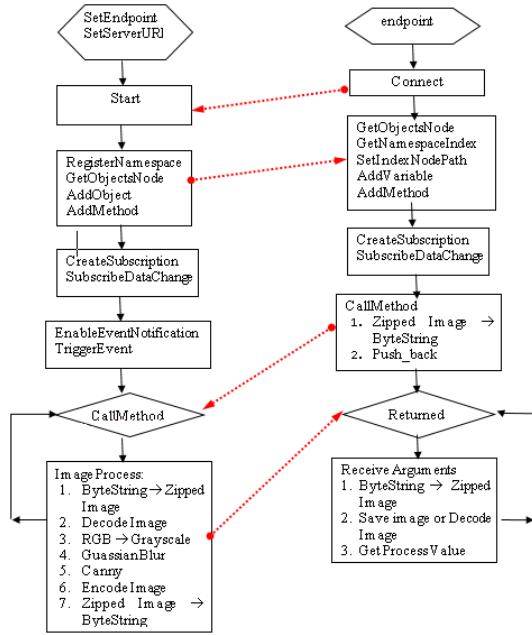 SetEndpoint
SetServerURI
Start
RegisterNamespace
GetObjectsNode
AddObject
AddMethod
CreateSubscription
SubscribeDataChange
EnableEventNotification
TriggerEvent
CallMethod
ImageProcess:
1. ByteString → Zipped
Image
2. DecodeImage
3. RGB → Grayscale
4. GuassianBlur
5. Canny
6. EncodeImage
7. Zipped Image →
ByteString
endpoint
Connect
GetObjectsNode
GetNamespaceIndex
SetIndexNodePath
AddVariable
AddMethod
CreateSubscription
SubscribeDataChange
CallMethod
1. Zipped Image →
ByteString
2. Push_back
Returned
Receive Arguments
1. ByteString → Zipped
Image
2. Save image or Decode
Image
3. GetProcessValue